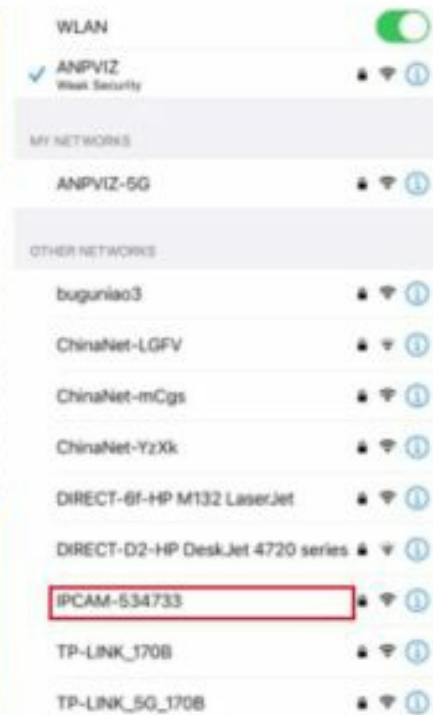 WLAN
ANPVIZ
Weak Security
MY NETWORKS
ANPVIZ-5G
OTHER NETWORKS
buguniao3
ChinaNet-LGFV
ChinaNet-mCgs
ChinaNet-YzXk
DIRECT-6f-HP M132 LaserJet
DIRECT-D2-HP DeskJet 4720 series
IPCAM-534733
TP-LINK_170B
TP-LINK_5G_170B